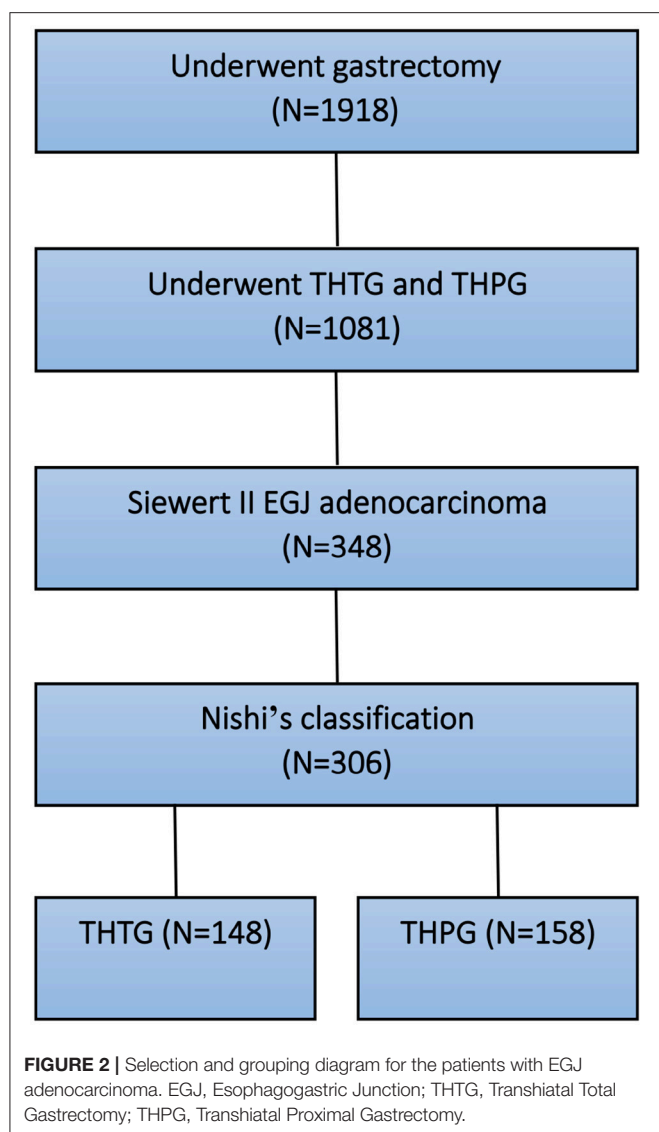 Underwent gastrectomy
(N=1918)
Underwent THTG and THPG
(N=1081)
Siewert II EGJ adenocarcinoma
(N=348)
Nishi's classification
(N=306)
THTG (N=148)
THPG (N=158)
FIGURE 2 | Selection and grouping diagram for the patients with EGJ
adenocarcinoma. EGJ, Esophagogastric Junction; THTG, Transhiatal Total
Gastrectomy; THPG, Transhiatal Proximal Gastrectomy.